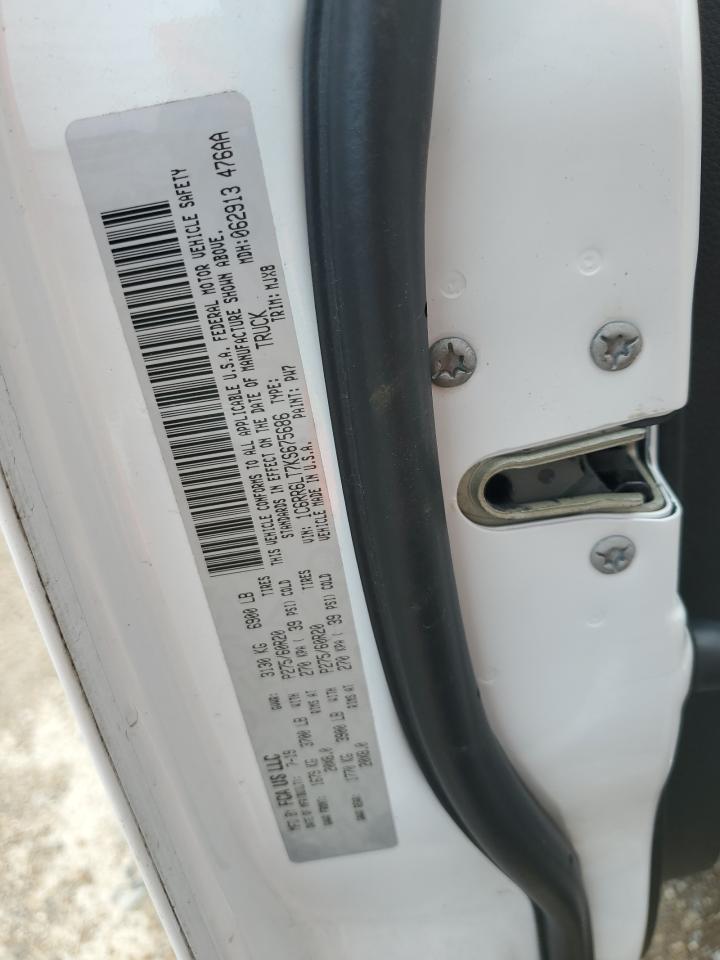 MFD BY: FCA US LLC
DATE OF MFR(MDLIT): 7-19 GVWR: 3130 KG 6900 LB
GAWR FRONT: 1675 KG 3700 LB WITH TIRES P275/60R20
20X8.0 RIMS AT 270 KPA ( 39 PSI) COLD
GAWR REAR: 1770 KG 3900 LB WITH TIRES P275/60R20
20X8.0 RIMS AT 270 KPA ( 39 PSI) COLD
THIS VEHICLE CONFORMS TO ALL APPLICABLE U.S.A. FEDERAL MOTOR VEHICLE SAFETY
STANDARDS IN EFFECT ON THE DATE OF MANUFACTURE SHOWN ABOVE.
VIN: 1C6RR6LT7KS675686 TYPE: TRUCK MDH:062913 476AA
VEHICLE MADE IN U.S.A. PAINT: PW7 TRIM: MJXB